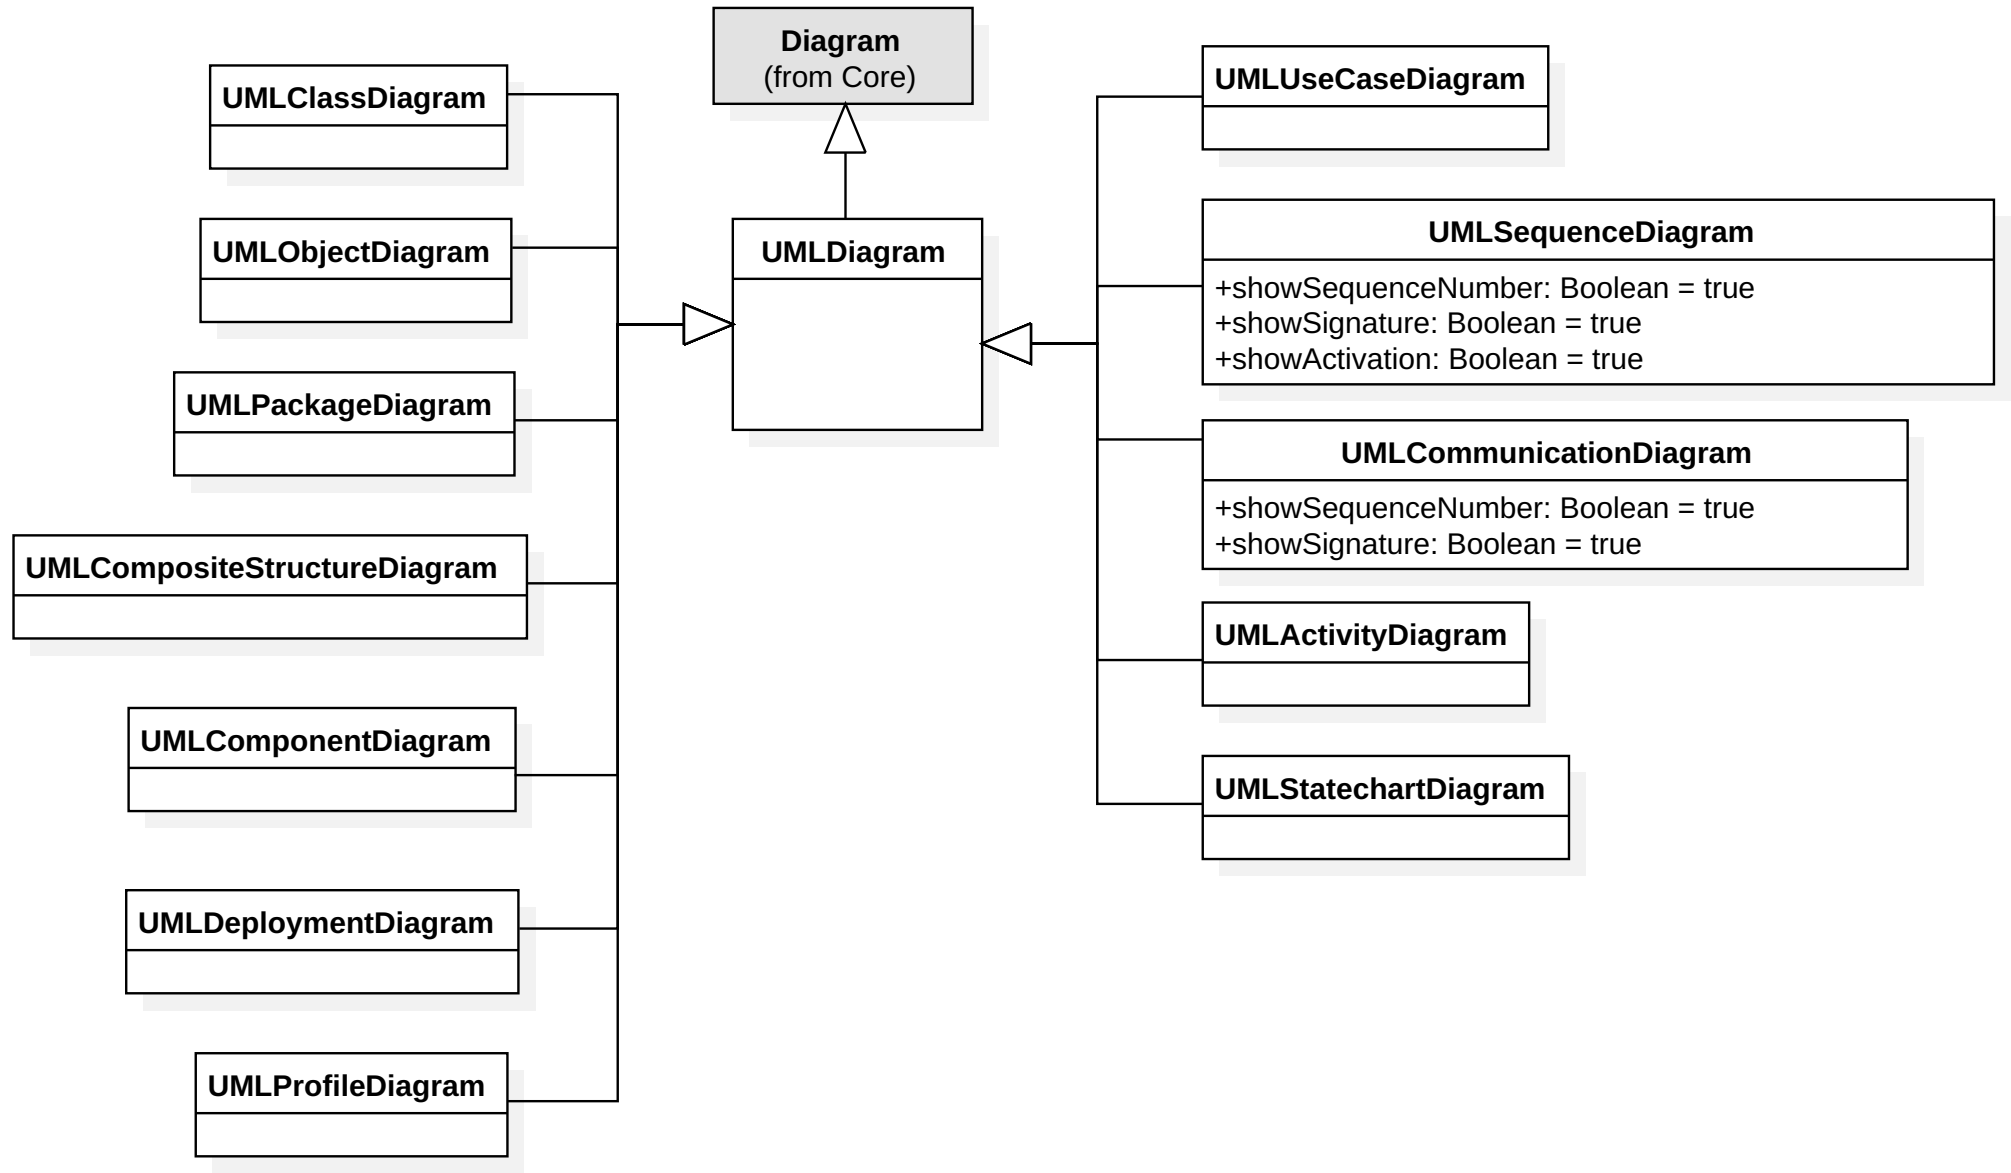 Diagram
(from Core)
UMLClassDiagram
UMLObjectDiagram
UMLPackageDiagram
UMLCompositeStructureDiagram
UMLComponentDiagram
UMLDeploymentDiagram
UMLProfileDiagram
UMLDiagram
UMLUseCaseDiagram
UMLSequenceDiagram
+showSequenceNumber: Boolean = true
+showSignature: Boolean = true
+showActivation: Boolean = true
UMLCommunicationDiagram
+showSequenceNumber: Boolean = true
+showSignature: Boolean = true
UMLActivityDiagram
UMLStatechartDiagram